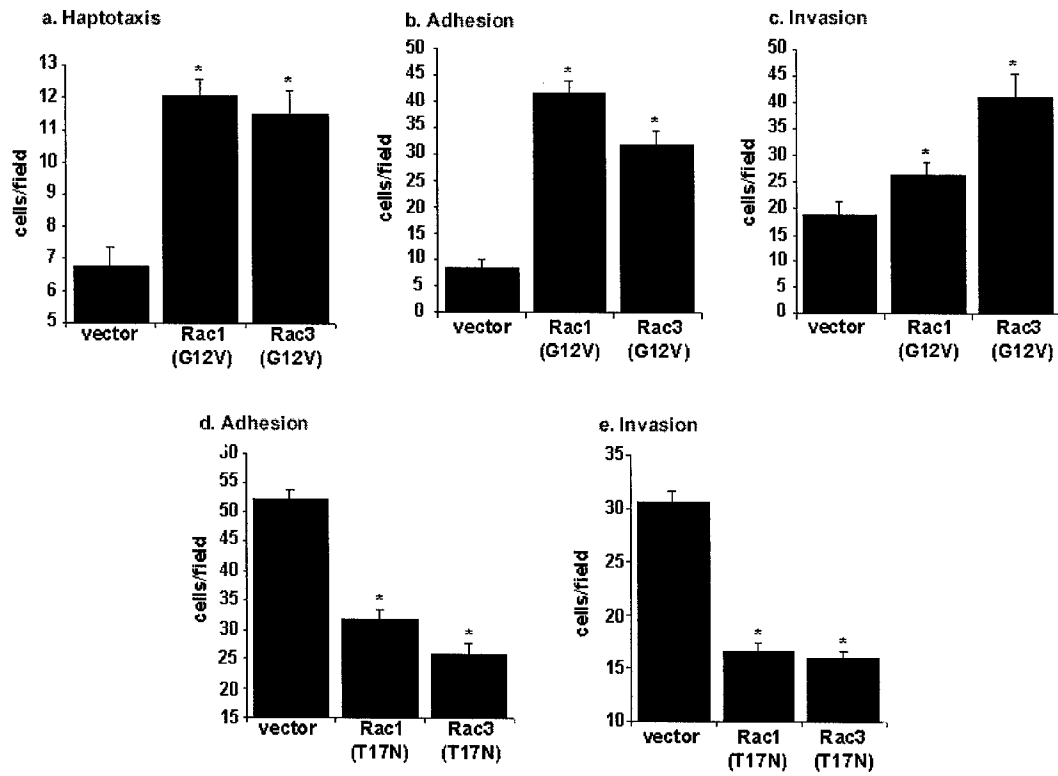 a. Haptotaxis
13
12
11
10
9
8
7
6
5
cells/field
*
*
vector
Rac1
(G12V)
Rac3
(G12V)
b. Adhesion
50
45
40
35
30
25
20
15
10
5
0
cells/field
*
*
vector
Rac1
(G12V)
Rac3
(G12V)
c. Invasion
50
45
40
35
30
25
20
15
10
5
0
cells/field
*
*
vector
Rac1
(G12V)
Rac3
(G12V)
d. Adhesion
60
55
50
45
40
35
30
25
20
15
cells/field
*
*
vector
Rac1
(T17N)
Rac3
(T17N)
e. Invasion
35
30
25
20
15
10
cells/field
*
*
vector
Rac1
(T17N)
Rac3
(T17N)